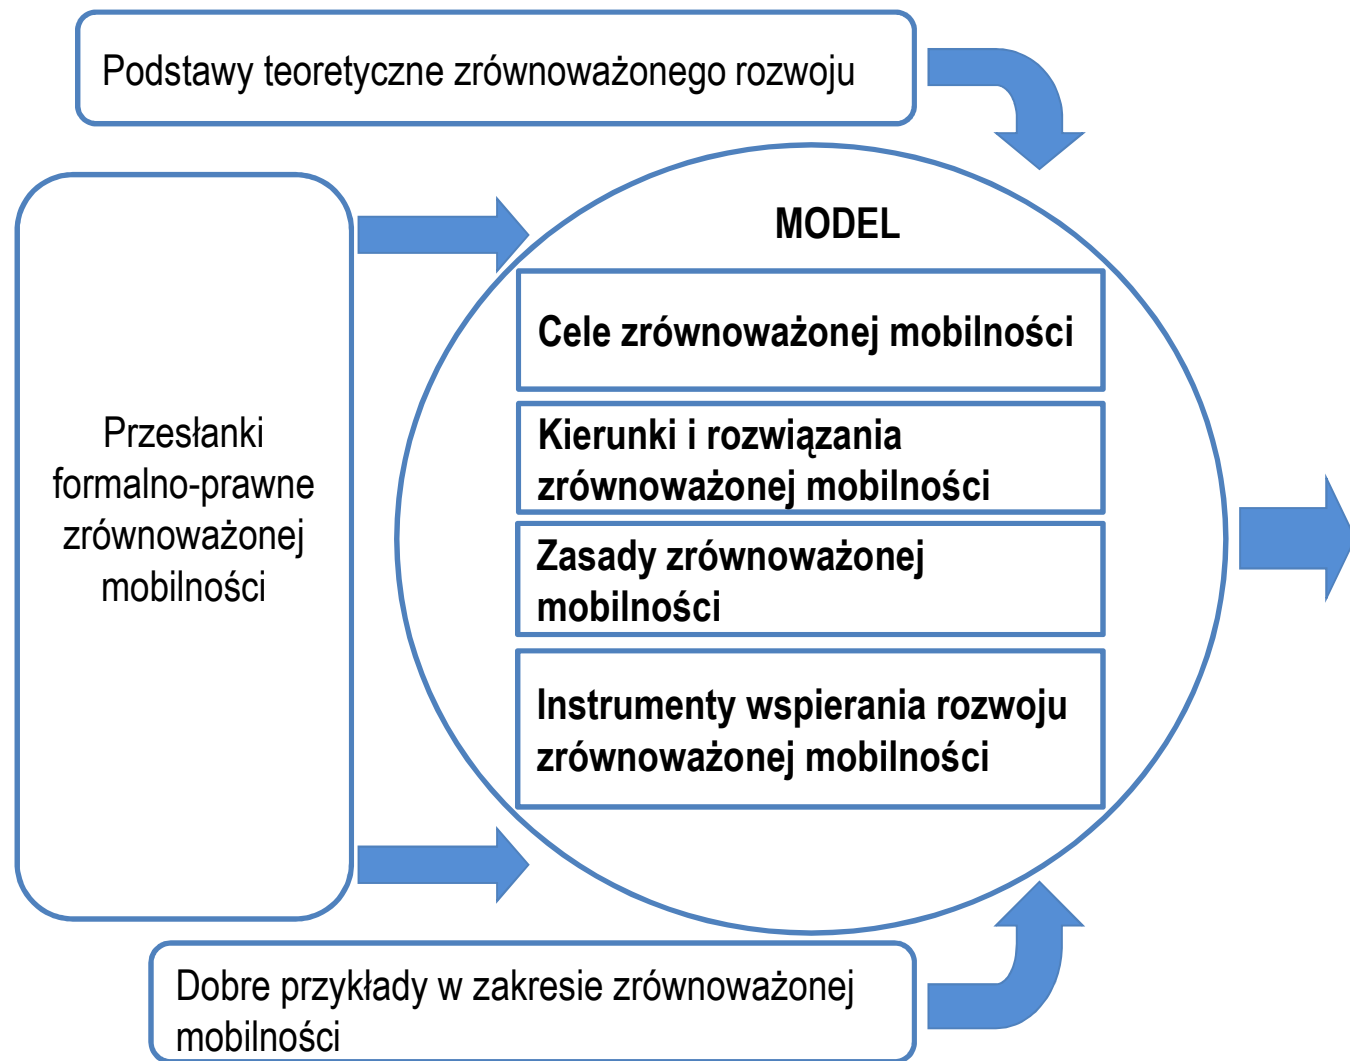 Podstawy teoretyczne zrównoważonego rozwoju
MODEL
Cele zrównoważonej mobilności
Kierunki i rozwiązania
zrównoważonej mobilności
Zasady zrównoważonej
mobilności
Instrumenty wspierania rozwoju
zrównoważonej mobilności
Przesłanki
formalno-prawne
zrównoważonej
mobilności
Dobre przykłady w zakresie zrównoważonej
mobilności